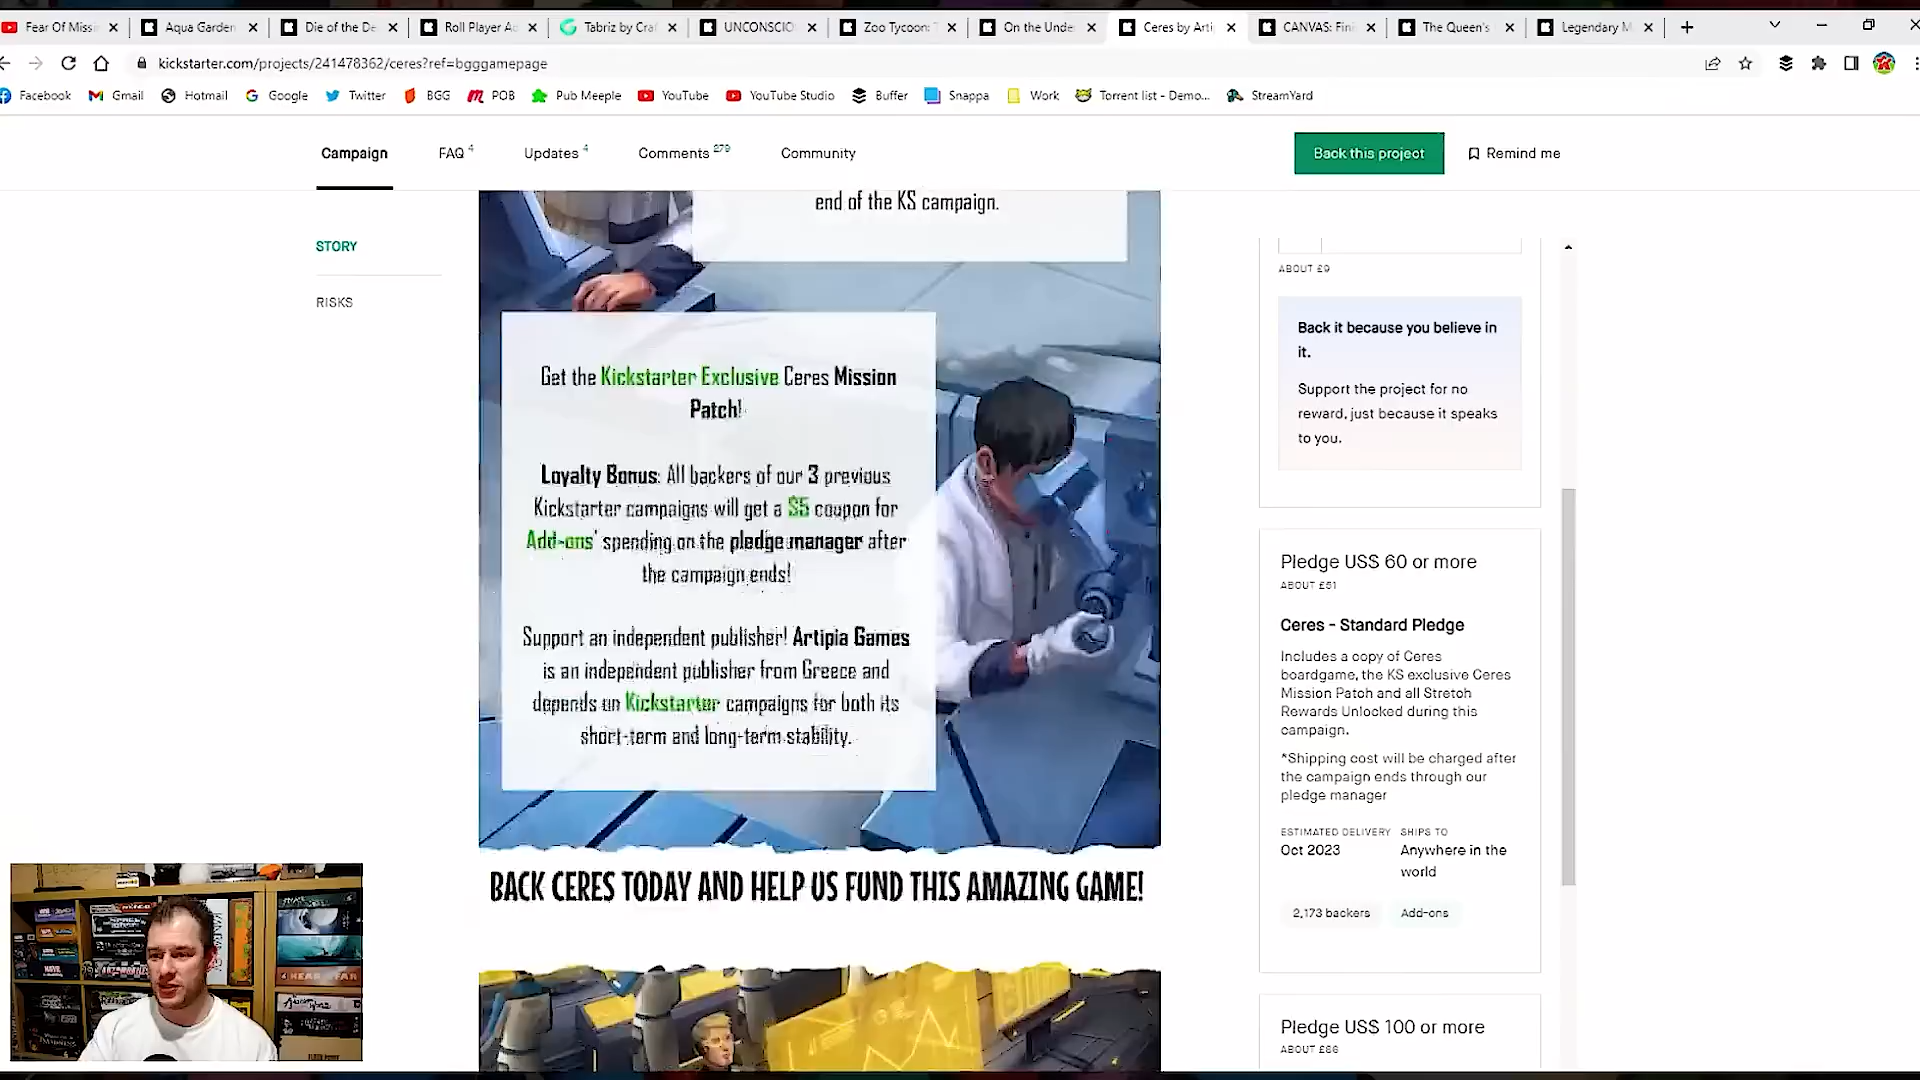 Fear Of Missi
Aqua Garden
Die of the De
Roll Player A
Tabriz by Craf
UNCONSCIO
Zoo Tycoon: T
On the Unde
Ceres by Arti
CANVAS: Fini
The Queen's
Legendary M
kickstarter.com/projects/241478362/ceres?ref=bgggamepage
Facebook
Gmail
Hotmail
Google
Twitter
BGG
POB
Pub Meeple
YouTube
YouTube Studio
Buffer
Snappa
Work
Torrent list - Demo...
StreamYard
Campaign
FAQ 4
Updates 4
Comments 279
Community
Back this project
Remind me
STORY
RISKS
end of the KS campaign.
Get the Kickstarter Exclusive Ceres Mission
Patch!
Loyalty Bonus: All backers of our 3 previous
Kickstarter campaigns will get a $5 coupon for
Add-ons' spending on the pledge manager after
the campaign ends!
Support an independent publisher! Artipia Games
is an independent publisher from Greece and
depends on Kickstarter campaigns for both its
short-term and long-term stability.
BACK CERES TODAY AND HELP US FUND THIS AMAZING GAME!
ABOUT £9
Back it because you believe in
it.
Support the project for no
reward, just because it speaks
to you.
Pledge US$ 60 or more
ABOUT £51
Ceres - Standard Pledge
Includes a copy of Ceres
boardgame, the KS exclusive Ceres
Mission Patch and all Stretch
Rewards Unlocked during this
campaign.
*Shipping cost will be charged after
the campaign ends through our
pledge manager
ESTIMATED DELIVERY
Oct 2023
SHIPS TO
Anywhere in the
world
2,173 backers
Add-ons
Pledge US$ 100 or more
ABOUT £86